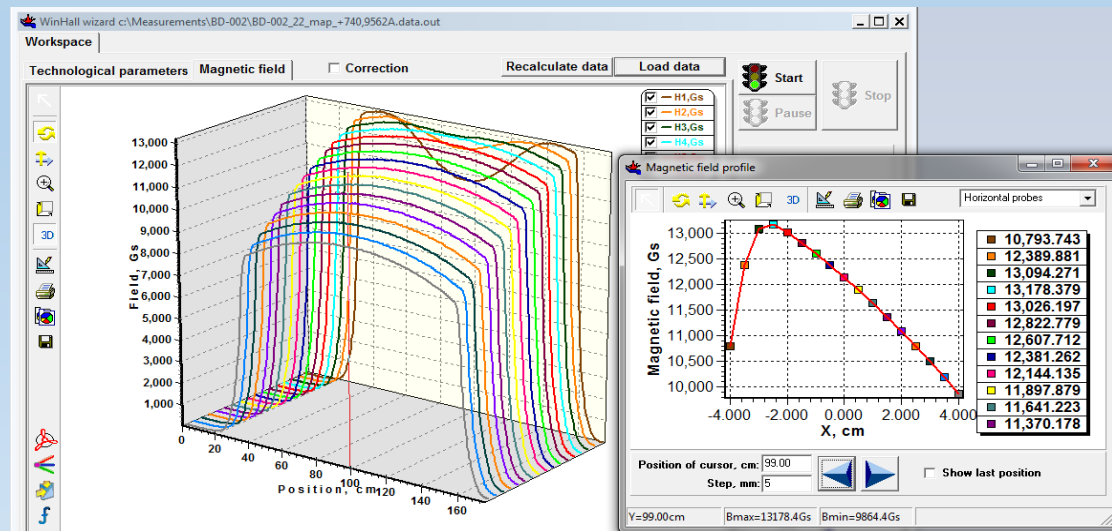 WinHall wizard c:\Measurements\BD-002\BD-002_22_map_+740,9562A.data.out
Workspace
Technological parameters Magnetic field Correction Recalculate data Load data
Start
Stop
Pause
3D
H1,Gs
H2,Gs
H3,Gs
H4,Gs
Field, Gs
13,000
12,000
11,000
10,000
9,000
8,000
7,000
6,000
5,000
4,000
3,000
2,000
1,000
0 20 40 60 80 100 120 140 160
Position, cm
Magnetic field profile
3D Horizontal probes
Magnetic field, Gs
13,000
12,500
12,000
11,500
11,000
10,500
10,000
-4.000 -2.000 0.000 2.000 4.000
X, cm
10,793.743
12,389.881
13,094.271
13,178.379
13,026.197
12,822.779
12,607.712
12,381.262
12,144.135
11,897.879
11,641.223
11,370.178
Position of cursor, cm: 99.00
Step, mm: 5
Show last position
Y=99.00cm Bmax=13178.4Gs Bmin=9864.4Gs